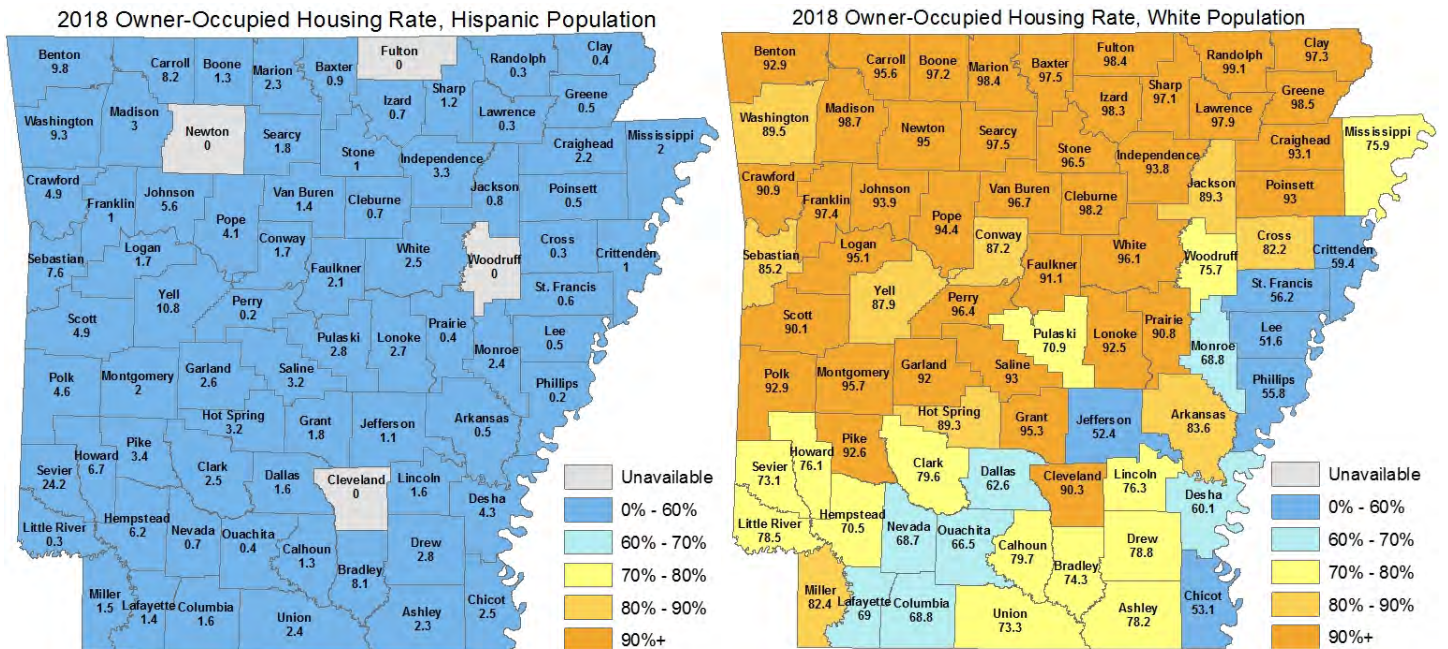 2018 Owner-Occupied Housing Rate, Hispanic Population
Benton
9.8
Carroll
8.2
Boone
1.3
Marion
2.3
Baxter
0.9
Fulton
0
Randolph
0.3
Clay
0.4
Izard
0.7
Sharp
1.2
Greene
0.5
Lawrence
0.3
Washington
9.3
Madison
3
Newton
0
Searcy
1.8
Stone
1
Independence
3.3
Craighead
2.2
Mississippi
2
Crawford
4.9
Franklin
1
Johnson
5.6
Pope
4.1
Van Buren
1.4
Cleburne
0.7
Jackson
0.8
Poinsett
0.5
Sebastian
7.6
Logan
1.7
Conway
1.7
Faulkner
2.1
White
2.5
Woodruff
0
Cross
0.3
Crittenden
1
St. Francis
0.6
Scott
4.9
Yell
10.8
Perry
0.2
Pulaski
2.8
Lonoke
2.7
Prairie
0.4
Monroe
2.4
Lee
0.5
Phillips
0.2
Polk
4.6
Montgomery
2
Garland
2.6
Saline
3.2
Hot Spring
3.2
Grant
1.8
Jefferson
1.1
Arkansas
0.5
Sevier
24.2
Howard
6.7
Pike
3.4
Clark
2.5
Dallas
1.6
Cleveland
0
Lincoln
1.6
Desha
4.3
Little River
0.3
Hempstead
6.2
Nevada
0.7
Ouachita
0.4
Calhoun
1.3
Bradley
8.1
Drew
2.8
Miller
1.5
Lafayette
1.4
Columbia
1.6
Union
2.4
Ashley
2.3
Chicot
2.5
Unavailable
0% - 60%
60% - 70%
70% - 80%
80% - 90%
90%+
2018 Owner-Occupied Housing Rate, White Population
Benton
92.9
Carroll
95.6
Boone
97.2
Marion
98.4
Baxter
97.5
Fulton
98.4
Randolph
99.1
Clay
97.3
Izard
98.3
Sharp
97.1
Greene
98.5
Lawrence
97.9
Washington
89.5
Madison
98.7
Newton
95
Searcy
97.5
Stone
96.5
Independence
93.8
Craighead
93.1
Mississippi
75.9
Crawford
90.9
Franklin
97.4
Johnson
93.9
Pope
94.4
Van Buren
96.7
Cleburne
98.2
Jackson
89.3
Poinsett
93
Sebastian
85.2
Logan
95.1
Conway
87.2
Faulkner
91.1
White
96.1
Woodruff
75.7
Cross
82.2
Crittenden
59.4
St. Francis
56.2
Scott
90.1
Yell
87.9
Perry
96.4
Pulaski
70.9
Lonoke
92.5
Prairie
90.8
Monroe
68.8
Lee
51.6
Phillips
55.8
Polk
92.9
Montgomery
95.7
Garland
92
Saline
93
Hot Spring
89.3
Grant
95.3
Jefferson
52.4
Arkansas
83.6
Sevier
73.1
Howard
76.1
Pike
92.6
Clark
79.6
Dallas
62.6
Cleveland
90.3
Lincoln
76.3
Desha
60.1
Little River
78.5
Hempstead
70.5
Nevada
68.7
Ouachita
66.5
Calhoun
79.7
Bradley
74.3
Drew
78.8
Miller
82.4
Lafayette
69
Columbia
68.8
Union
73.3
Ashley
78.2
Chicot
53.1
Unavailable
0% - 60%
60% - 70%
70% - 80%
80% - 90%
90%+